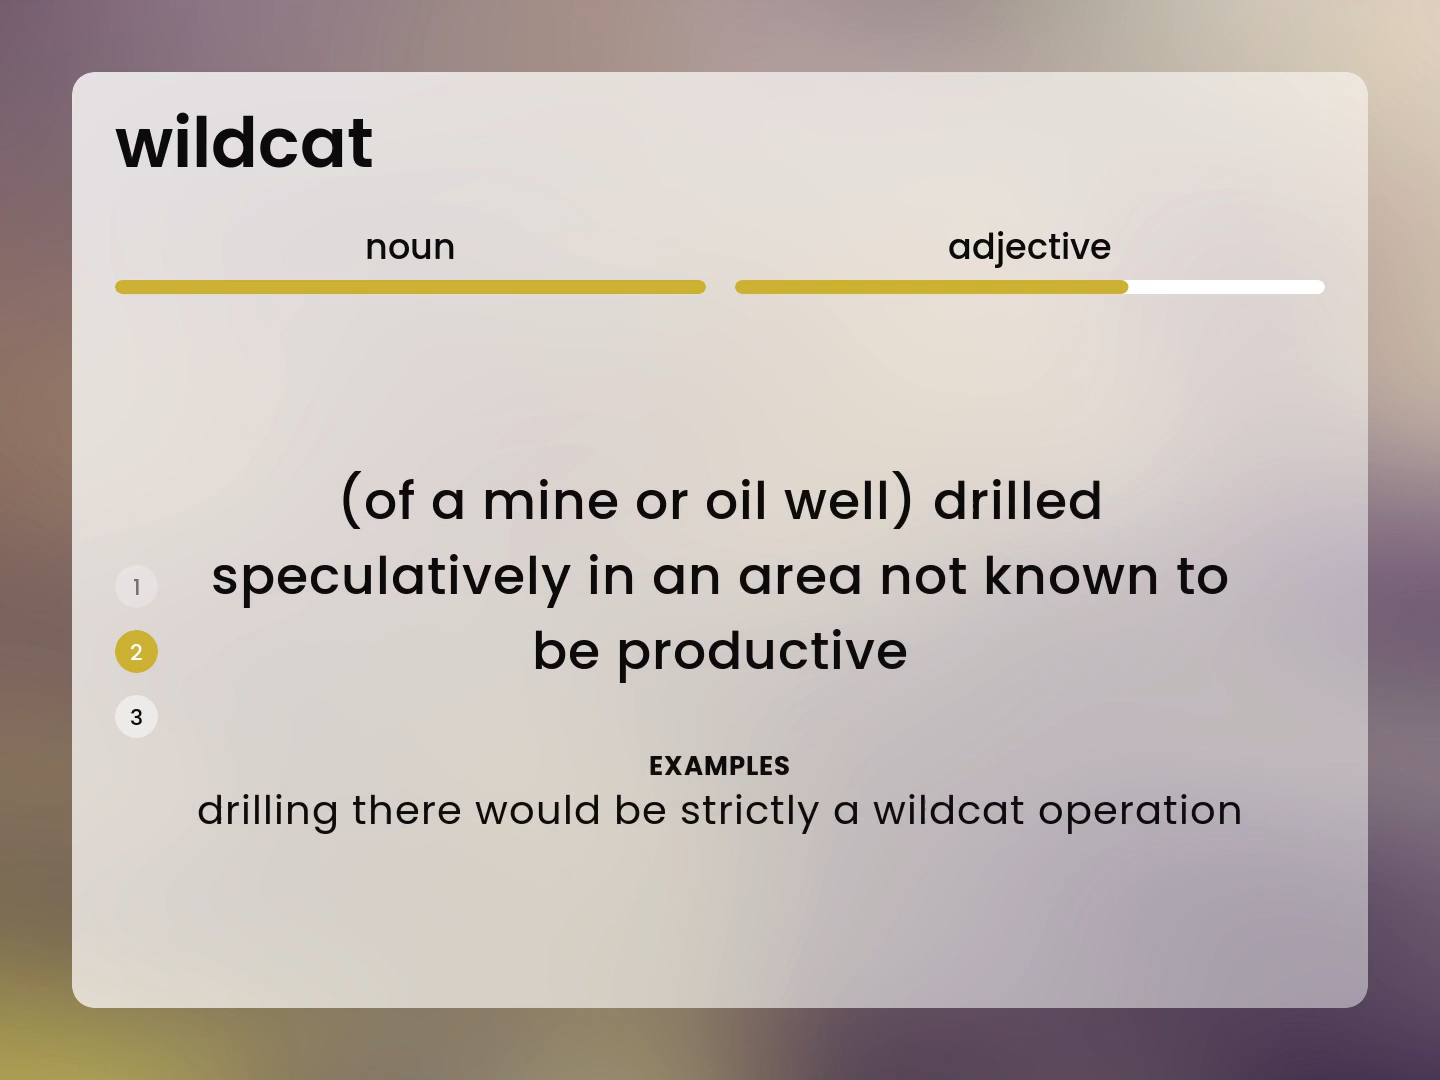 wildcat
noun
adjective
(of a mine or oil well) drilled
speculatively in an area not known to
be productive
1
2
3
EXAMPLES
drilling there would be strictly a wildcat operation